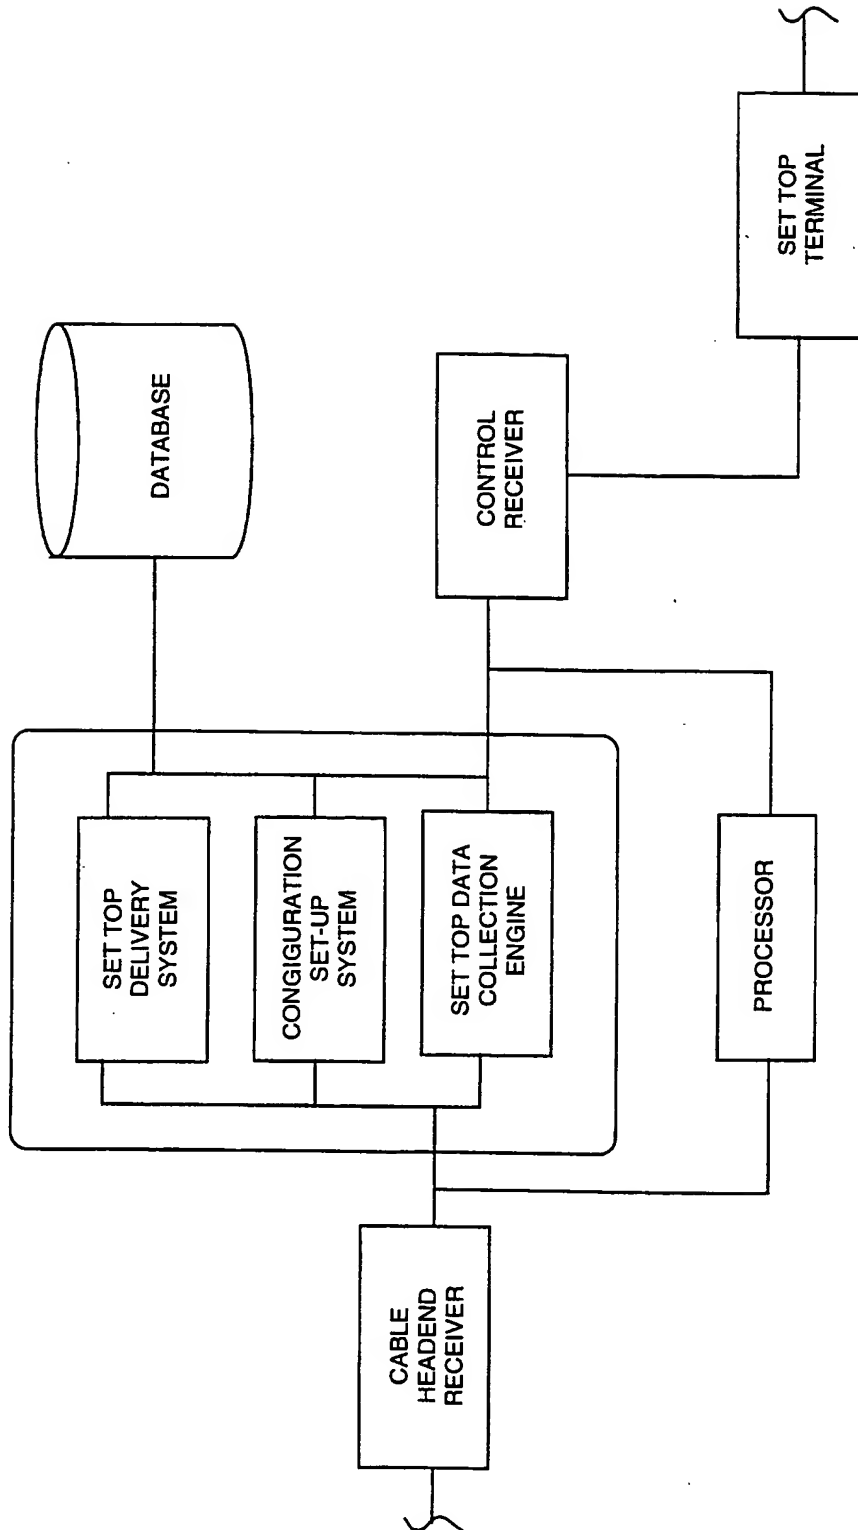 DATABASE
SET TOP
DELIVERY
SYSTEM
CONGIGURATION
SET-UP
SYSTEM
SET TOP DATA
COLLECTION
ENGINE
CABLE
HEADEND
RECEIVER
CONTROL
RECEIVER
PROCESSOR
SET TOP
TERMINAL